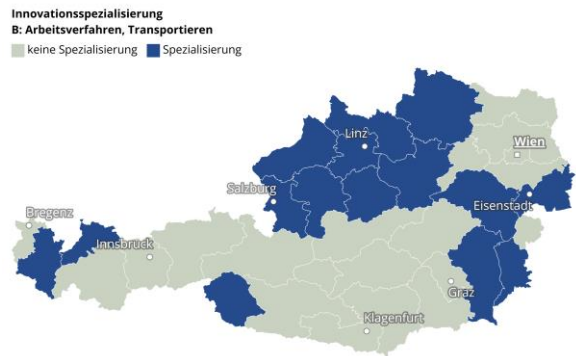 Innovationsspezialisierung
B: Arbeitsverfahren, Transportieren
keine Spezialisierung Spezialisierung
Linz
Wien
Salzburg
Eisenstadt
Bregenz
Innsbruck
Graz
Klagenfurt